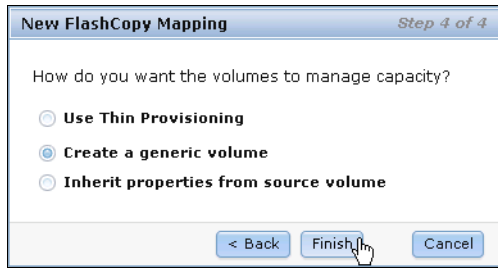 New FlashCopy Mapping Step 4 of 4
How do you want the volumes to manage capacity?
Use Thin Provisioning
Create a generic volume
Inherit properties from source volume
< Back Finish Cancel